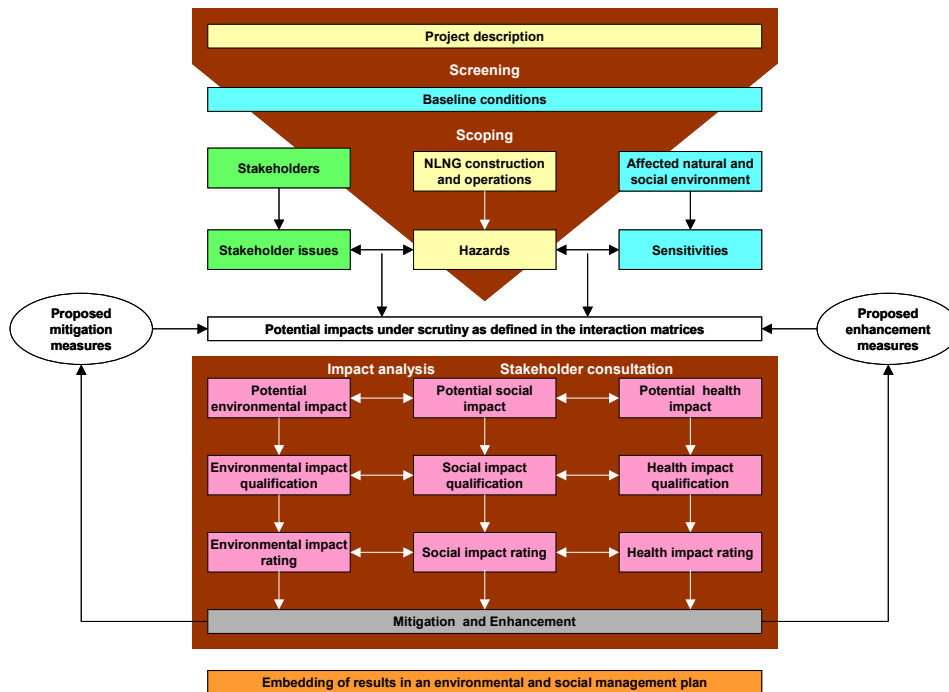 Project description
Screening
Baseline conditions
Scoping
Stakeholders
NLNG construction
and operations
Affected natural and
social environment
Stakeholder issues
Hazards
Sensitivities
Proposed
mitigation
measures
Potential impacts under scrutiny as defined in the interaction matrices
Proposed
enhancement
measures
Impact analysis
Stakeholder consultation
Potential
environmental impact
Potential social
impact
Potential health
impact
Environmental impact
qualification
Social impact
qualification
Health impact
qualification
Environmental impact
rating
Social impact rating
Health impact rating
Mitigation and Enhancement
Embedding of results in an environmental and social management plan